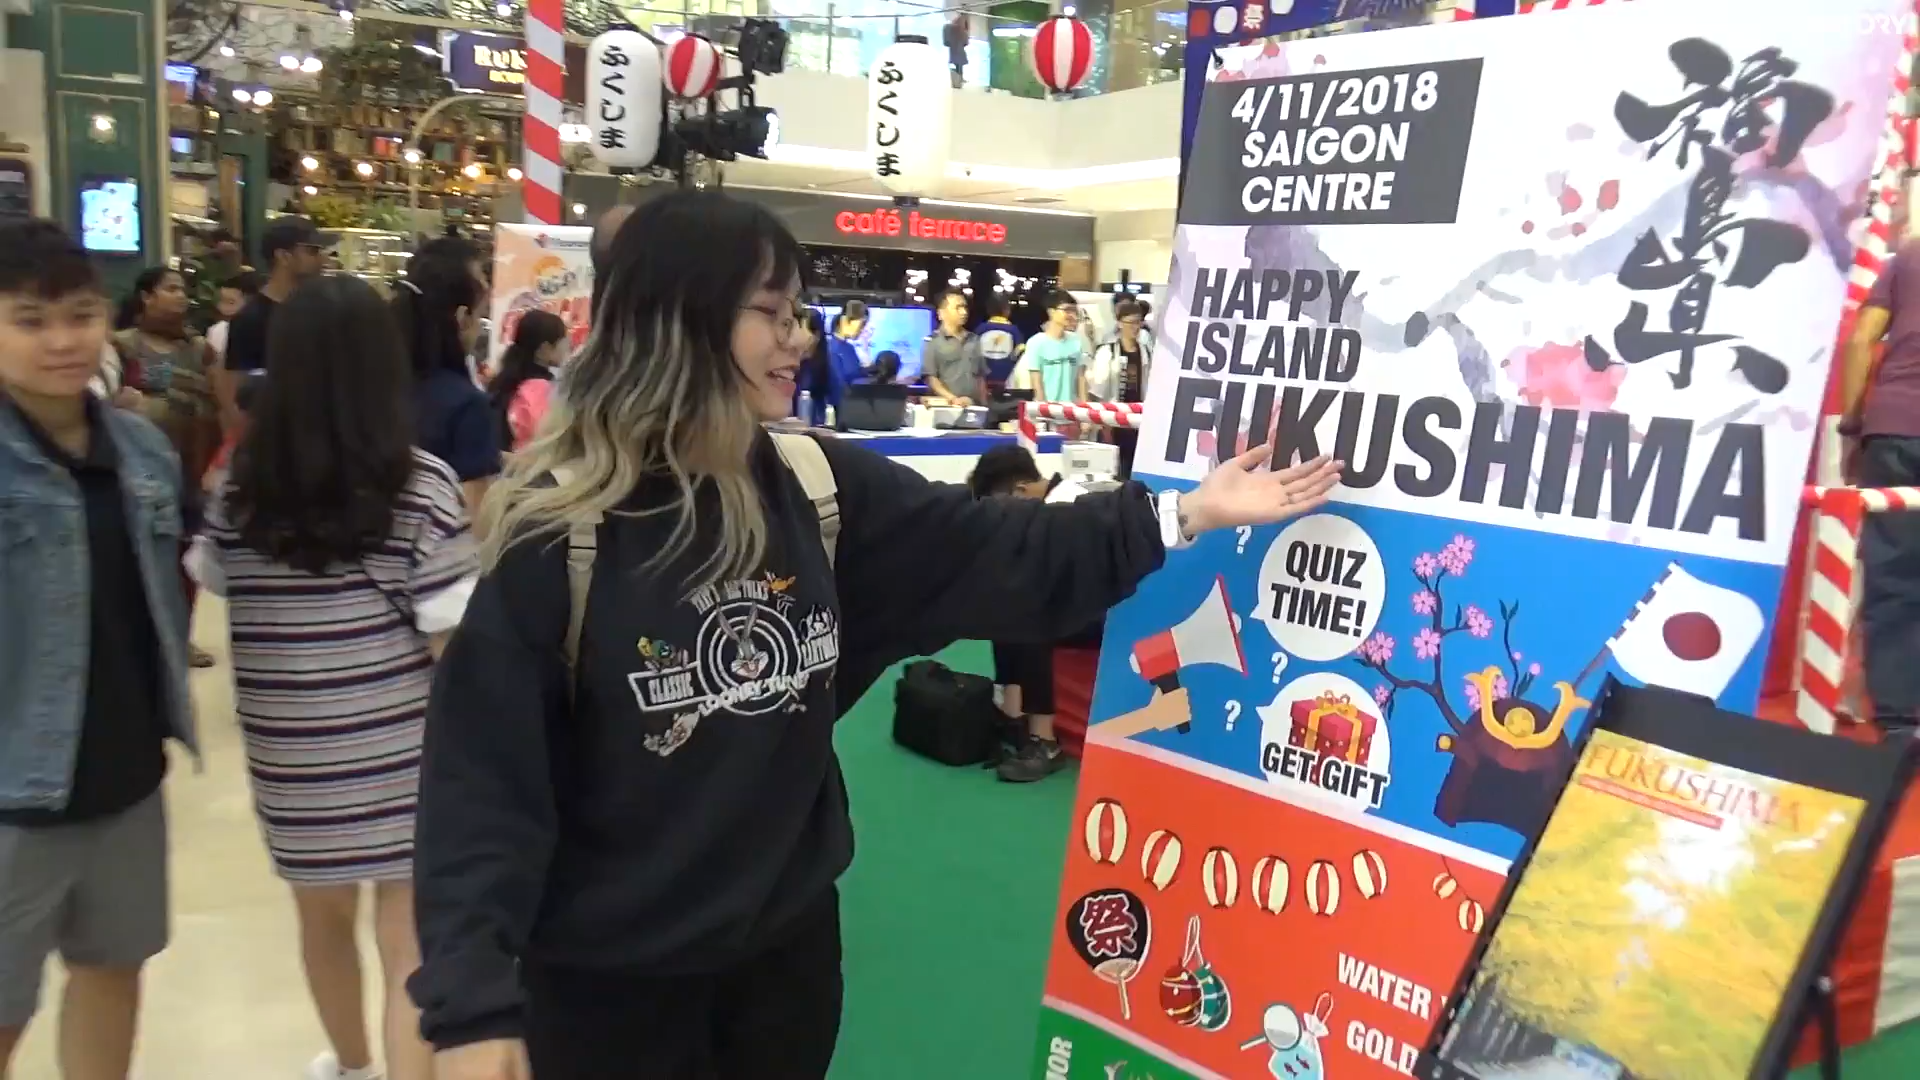 ふくしま
ふくしま
café terrace
4/11/2018
SAIGON
CENTRE
福島県
HAPPY
ISLAND
FUKUSHIMA
QUIZ
TIME!
?
?
?
GET GIFT
祭
WATER
GOLD
FUKUSHIMA
CLASSIC
LOONEY TUNES